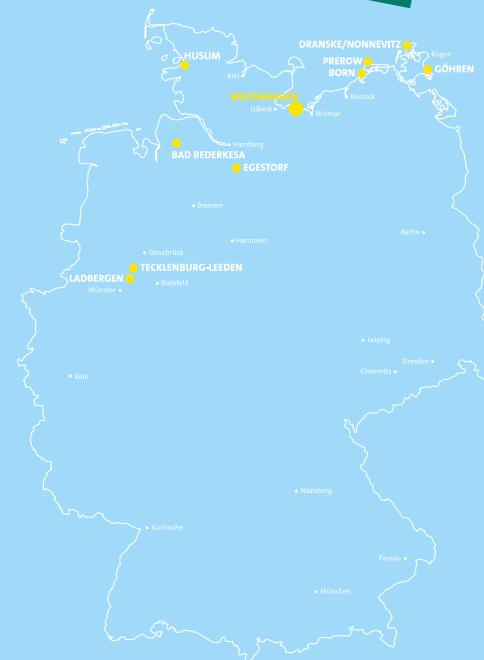 DRANSKE/NONNEVITZ
HUSUM
Rügen
PREROW
GÖHREN
Kiel
BORN
Rostock
Lübeck
Wismar
Hamburg
BAD BEDERKESA
EGESTORF
Bremen
Berlin
Hannover
Osnabrück
TECKLENBURG-LEEDEN
LADBERGEN
Bielefeld
Münster
Leipzig
Dresden
Chemnitz
Köln
Nürnberg
Karlsruhe
Passau
München